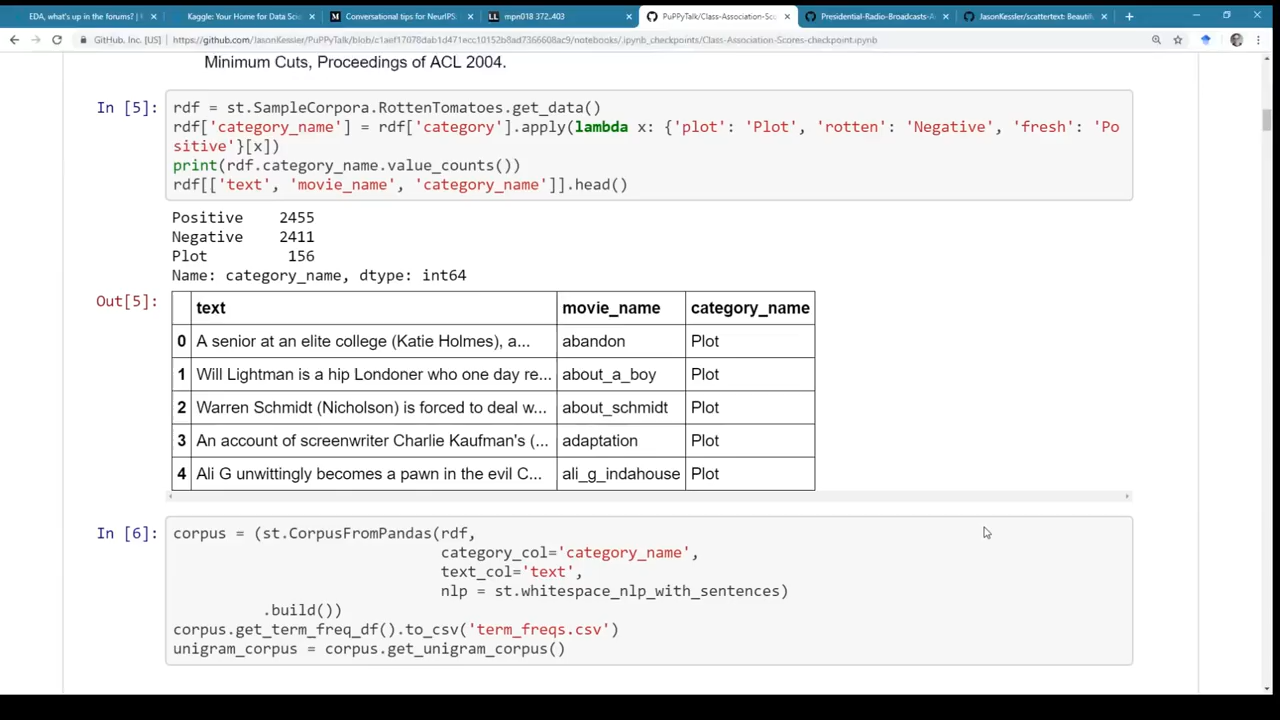 EDA, what's up in the forums? |
Kaggle: Your Home for Data Scie
Conversational tips for NeurIPS
mpn018 372..403
PuPPyTalk/Class-Association-Sco
Presidential-Radio-Broadcasts-A
JasonKessler/scattertext: Beautif
GitHub, Inc. [US] | https://github.com/JasonKessler/PuPPyTalk/blob/c1aef17078dab1d471ecc10152b8ad7366608ac9/notebooks/.ipynb_checkpoints/Class-Association-Scores-checkpoint.ipynb
Minimum Cuts, Proceedings of ACL 2004.
In [5]: rdf = st.SampleCorpora.RottenTomatoes.get_data()
rdf['category_name'] = rdf['category'].apply(lambda x: {'plot': 'Plot', 'rotten': 'Negative', 'fresh': 'Po
sitive'}[x])
print(rdf.category_name.value_counts())
rdf[['text', 'movie_name', 'category_name']].head()
Positive 2455
Negative 2411
Plot 156
Name: category_name, dtype: int64
Out[5]:
text movie_name category_name
0 A senior at an elite college (Katie Holmes), a... abandon Plot
1 Will Lightman is a hip Londoner who one day re... about_a_boy Plot
2 Warren Schmidt (Nicholson) is forced to deal w... about_schmidt Plot
3 An account of screenwriter Charlie Kaufman's (... adaptation Plot
4 Ali G unwittingly becomes a pawn in the evil C... ali_g_indahouse Plot
In [6]: corpus = (st.CorpusFromPandas(rdf,
category_col='category_name',
text_col='text',
nlp = st.whitespace_nlp_with_sentences)
.build())
corpus.get_term_freq_df().to_csv('term_freqs.csv')
unigram_corpus = corpus.get_unigram_corpus()